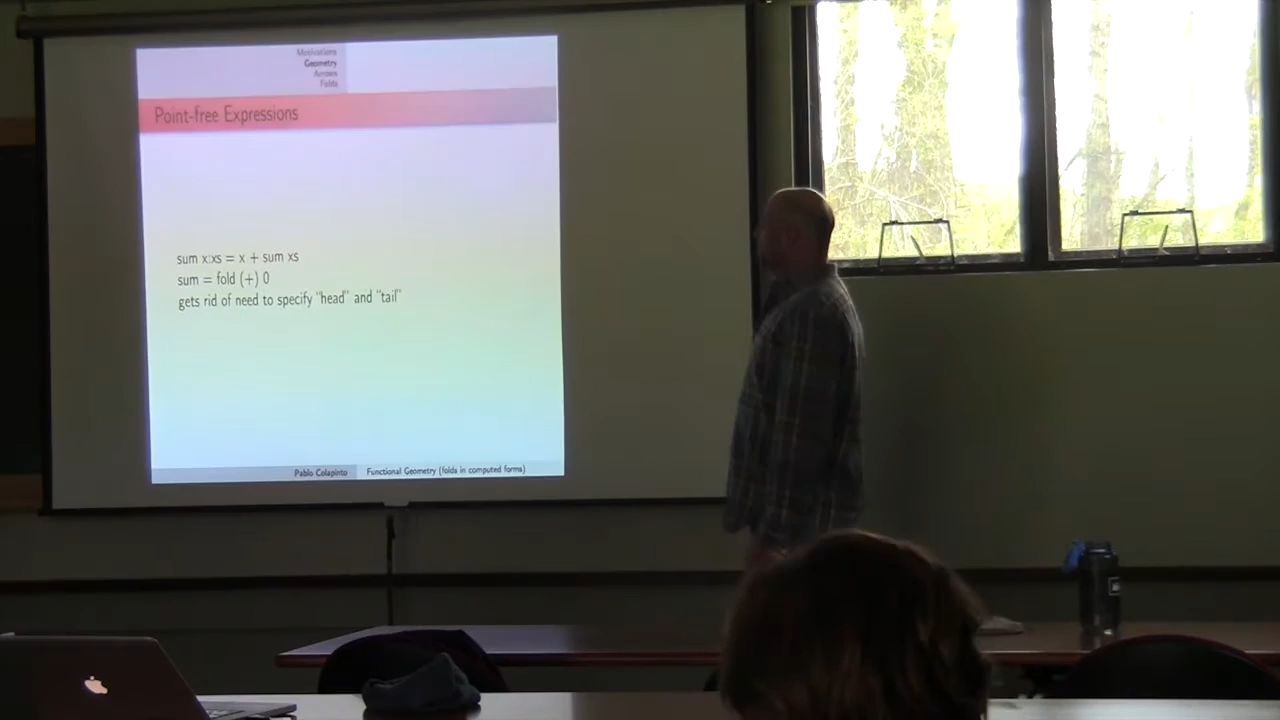 Motivations
Geometry
Arrows
Folds
Point-free Expressions
sum x:xs = x + sum xs
sum = fold (+) 0
gets rid of need to specify "head" and "tail"
Pablo Colapinto Functional Geometry (folds in computed forms)